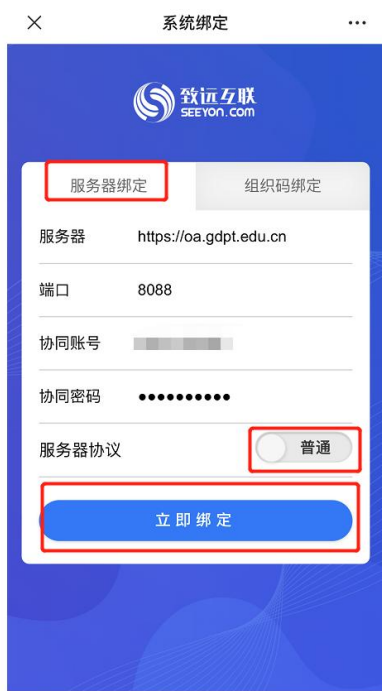 系统绑定
致远互联
SEEYON.COM
服务器绑定 组织码绑定
服务器 https://oa.gdpt.edu.cn
端口 8088
协同账号
协同密码 ●●●●●●●●●●
服务器协议 普通
立即绑定